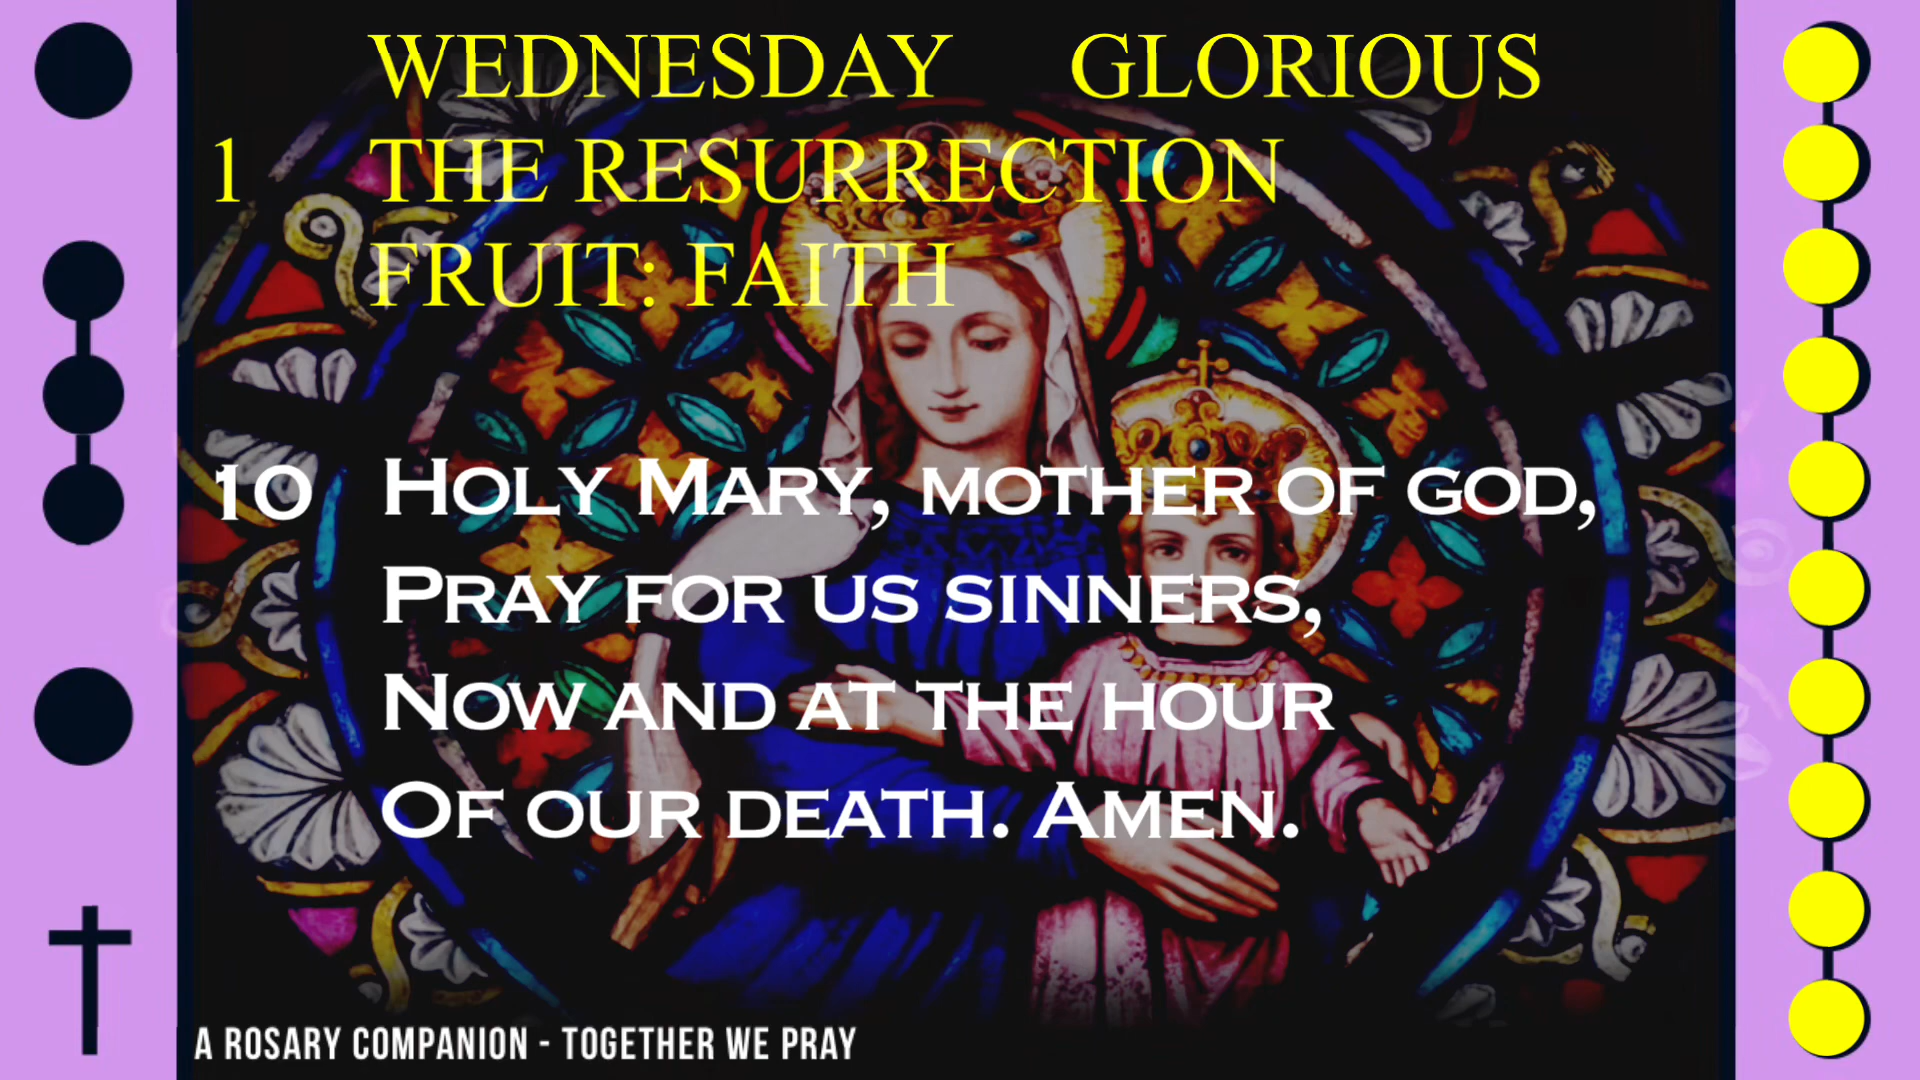 WEDNESDAY GLORIOUS
1 THE RESURRECTION
FRUIT: FAITH
10 Holy Mary, mother of god,
Pray for us sinners,
Now and at the hour
Of our death. Amen.
A ROSARY COMPANION - TOGETHER WE PRAY